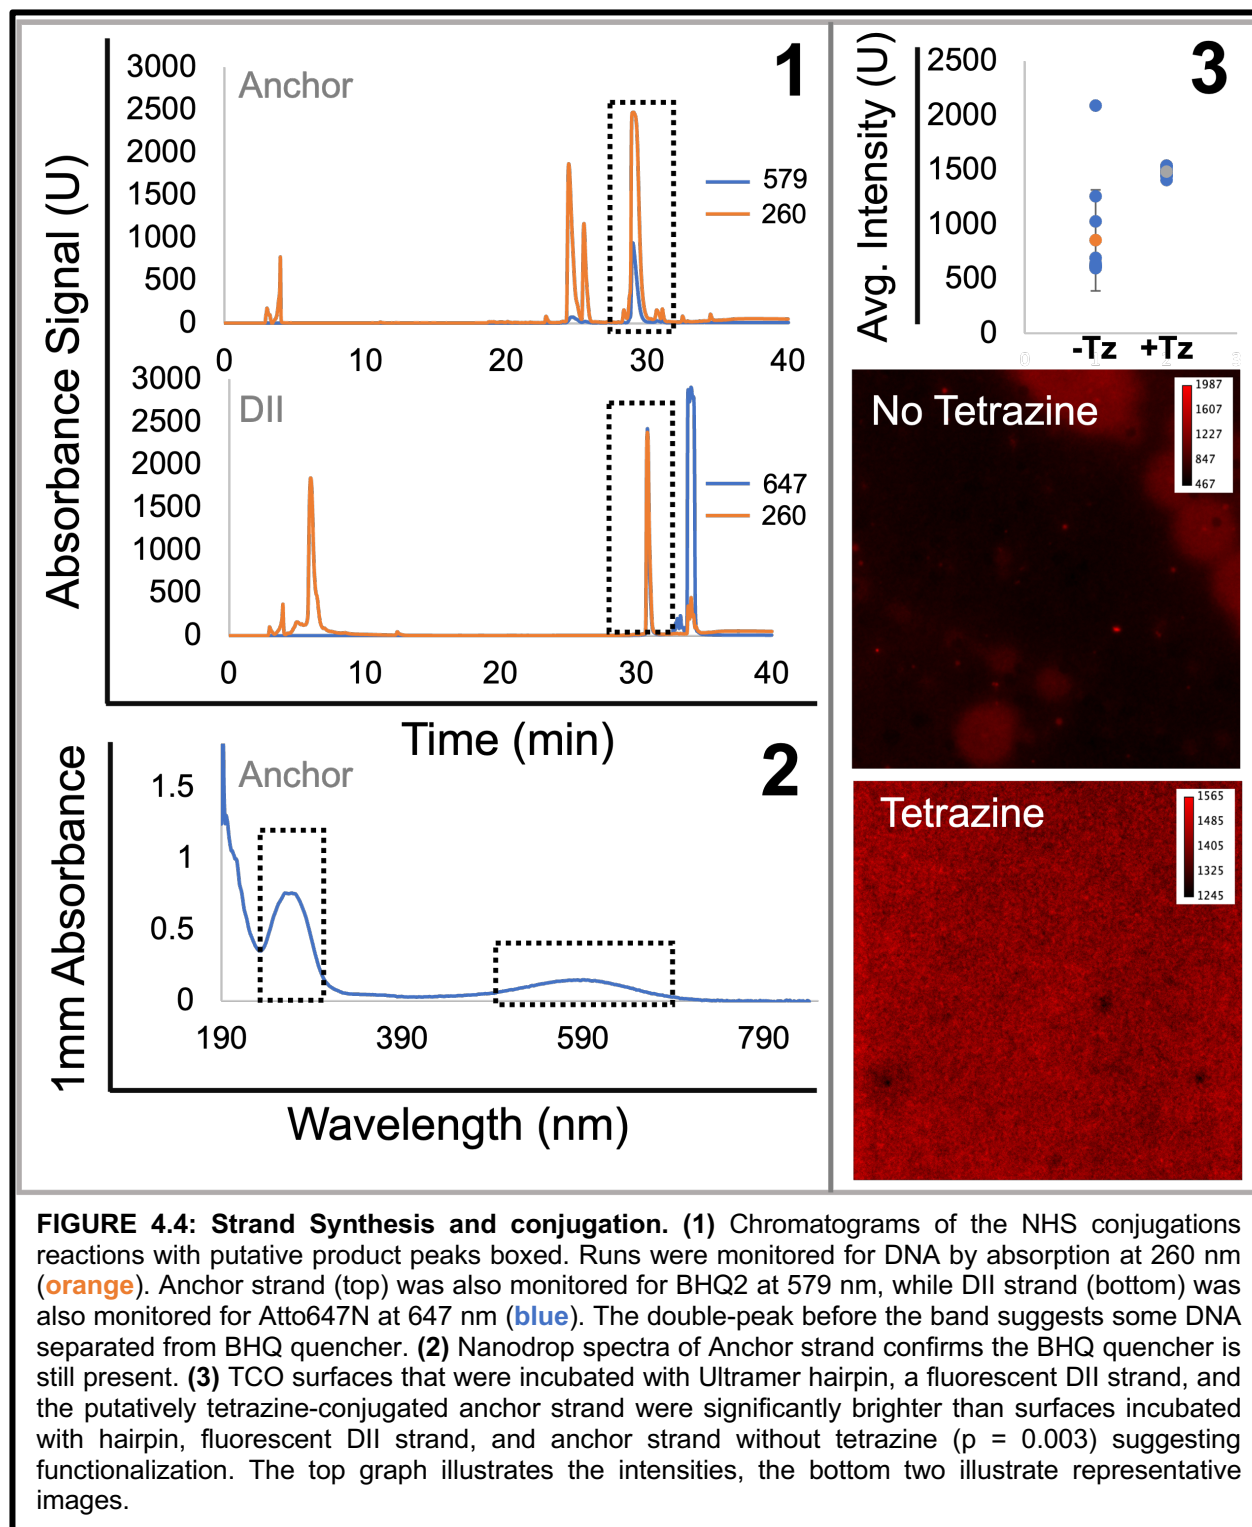 1
Absorbance Signal (U)
3000
2500
2000
1500
1000
500
0
Anchor
579
260
0 10 20 30 40
3000
2500
2000
1500
1000
500
0
DII
647
260
0 10 20 30 40
Time (min)
2
1mm Absorbance
1.5
1
0.5
0
Anchor
190 390 590 790
Wavelength (nm)
3
Avg. Intensity (U)
2500
2000
1500
1000
500
0
-Tz +Tz
No Tetrazine
1987
1607
1227
847
467
Tetrazine
1565
1485
1405
1325
1245
FIGURE 4.4: Strand Synthesis and conjugation. (1) Chromatograms of the NHS conjugations
reactions with putative product peaks boxed. Runs were monitored for DNA by absorption at 260 nm
(orange). Anchor strand (top) was also monitored for BHQ2 at 579 nm, while DII strand (bottom) was
also monitored for Atto647N at 647 nm (blue). The double-peak before the band suggests some DNA
separated from BHQ quencher. (2) Nanodrop spectra of Anchor strand confirms the BHQ quencher is
still present. (3) TCO surfaces that were incubated with Ultramer hairpin, a fluorescent DII strand, and
the putatively tetrazine-conjugated anchor strand were significantly brighter than surfaces incubated
with hairpin, fluorescent DII strand, and anchor strand without tetrazine (p = 0.003) suggesting
functionalization. The top graph illustrates the intensities, the bottom two illustrate representative
images.